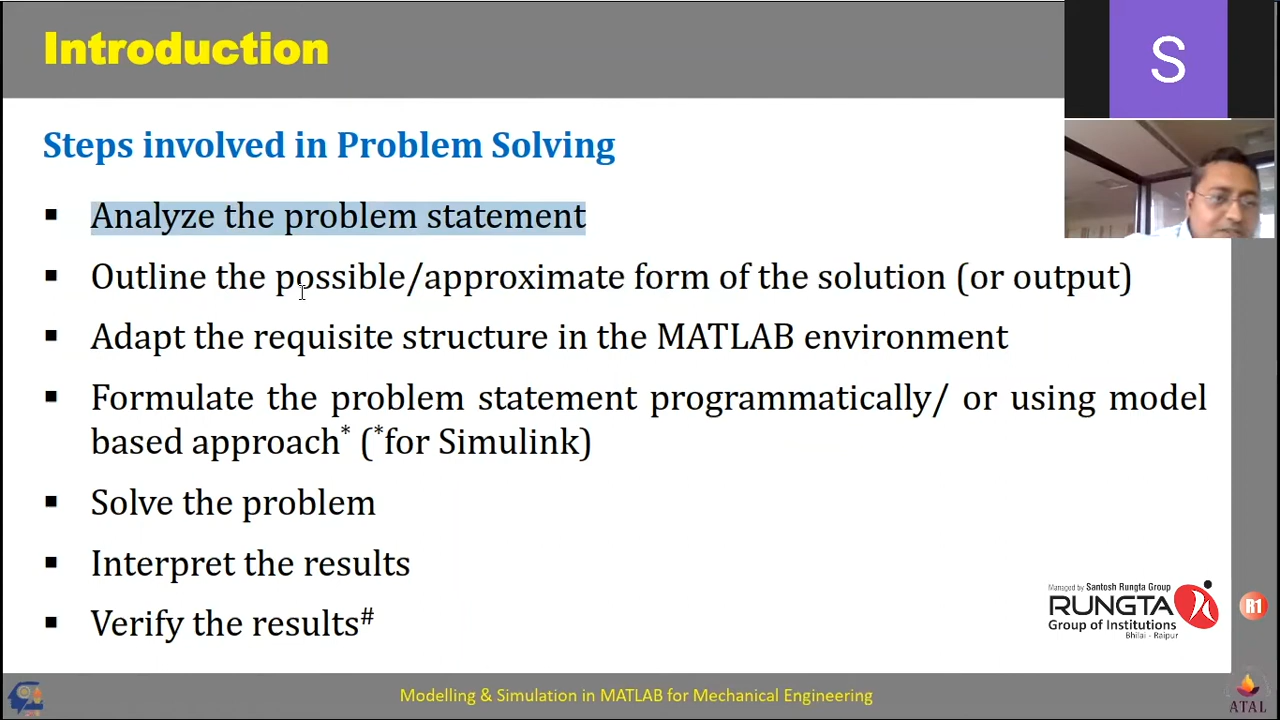 Introduction
S
Steps involved in Problem Solving
Analyze the problem statement
Outline the possible/approximate form of the solution (or output)
Adapt the requisite structure in the MATLAB environment
Formulate the problem statement programmatically/ or using model
based approach* (*for Simulink)
Solve the problem
Interpret the results
Verify the results#
Managed by Santosh Rungta Group
RUNGTA
Group of Institutions
Bhilai - Raipur
R1
Modelling & Simulation in MATLAB for Mechanical Engineering
ATAL